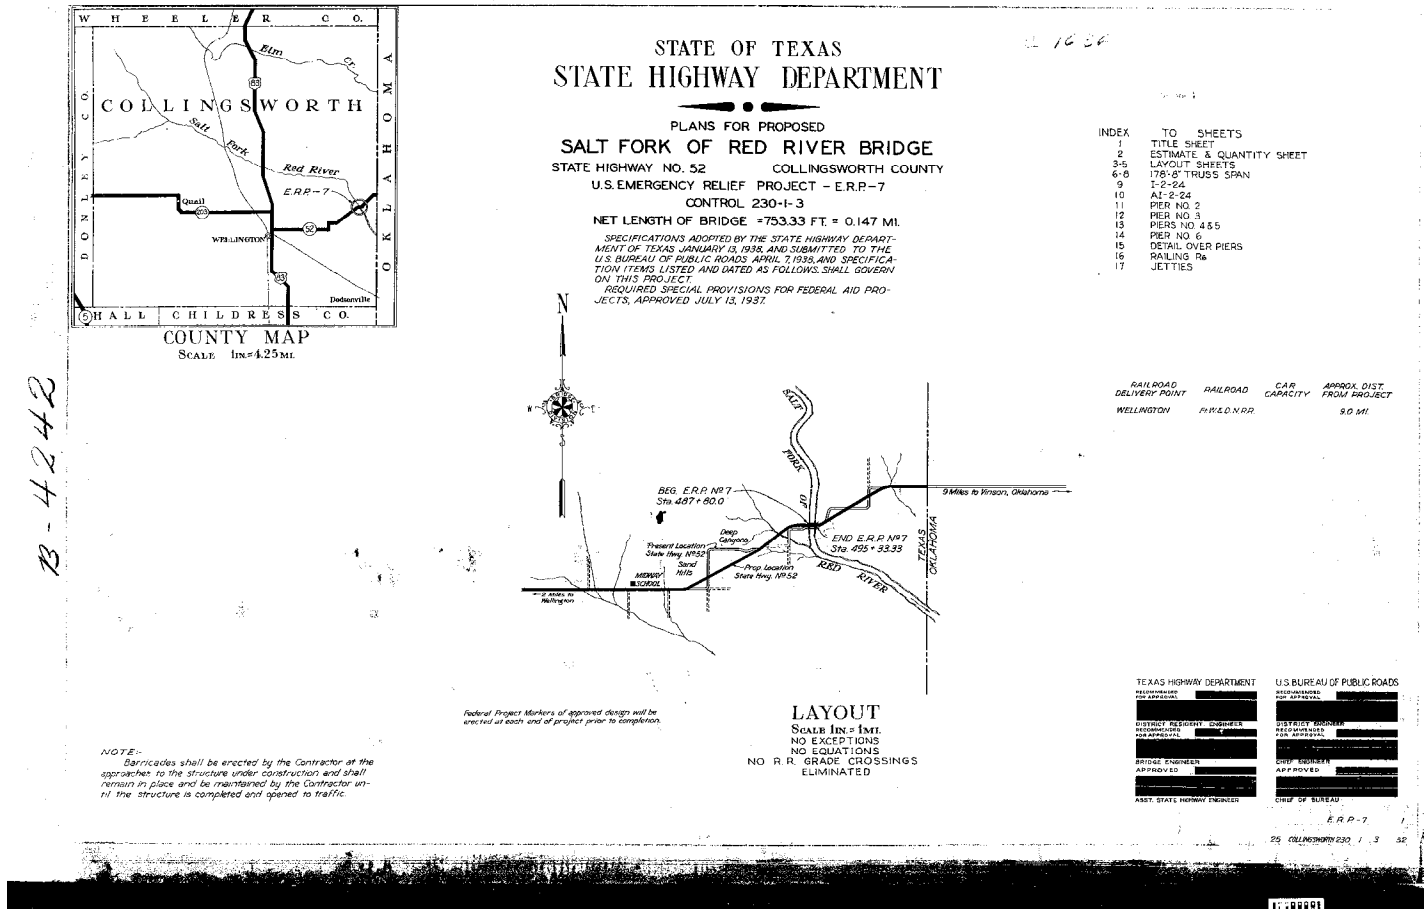 WHEELER CO.
Elm Cr.
83
COLLINGSWORTH
DONLEY CO.
OKLAHOMA
Salt Fork Red River
E.R.P.-7
Quail
203
52
WELLINGTON
83
Dodsonville
5
HALL CHILDRESS CO.
COUNTY MAP
SCALE 1IN.=4.25MI.
B-4242
STATE OF TEXAS
STATE HIGHWAY DEPARTMENT
PLANS FOR PROPOSED
SALT FORK OF RED RIVER BRIDGE
STATE HIGHWAY NO. 52 COLLINGSWORTH COUNTY
U.S. EMERGENCY RELIEF PROJECT - E.R.P.-7
CONTROL 230-1-3
NET LENGTH OF BRIDGE =753.33 FT. = 0.147 MI.
SPECIFICATIONS ADOPTED BY THE STATE HIGHWAY DEPART-
MENT OF TEXAS JANUARY 13, 1938, AND SUBMITTED TO THE
U.S. BUREAU OF PUBLIC ROADS APRIL 7, 1938, AND SPECIFICA-
TION ITEMS LISTED AND DATED AS FOLLOWS. SHALL GOVERN
ON THIS PROJECT.
REQUIRED SPECIAL PROVISIONS FOR FEDERAL AID PRO-
JECTS, APPROVED JULY 13, 1937.
INDEX TO SHEETS
1 TITLE SHEET
2 ESTIMATE & QUANTITY SHEET
3-5 LAYOUT SHEETS
6-8 178'-8" TRUSS SPAN
9 I-2-24
10 AI-2-24
11 PIER NO. 2
12 PIER NO. 3
13 PIERS NO. 4&5
14 PIER NO. 6
15 DETAIL OVER PIERS
16 RAILING R6
17 JETTIES
RAILROAD DELIVERY POINT RAILROAD CAR CAPACITY APPROX. DIST. FROM PROJECT
WELLINGTON Ft.W.& D.N.R.R. 9.0 MI.
N
W E
S
SALT FORK OF
BEG. E.R.P. No 7
Sta. 487+80.0
9 Miles to Vinson, Oklahoma
Deep
Canyons
END E.R.P. No 7
Sta. 495+33.33
TEXAS
OKLAHOMA
Present Location
State Hwy. No 52
Sand
Hills
Prop. Location
State Hwy. No 52
RED RIVER
MIDWAY
SCHOOL
Wellington
Federal Project Markers of approved design will be
erected at each end of project prior to completion.
LAYOUT
SCALE 1IN.= 1MI.
NO EXCEPTIONS
NO EQUATIONS
NO R.R. GRADE CROSSINGS
ELIMINATED
NOTE:-
Barricades shall be erected by the Contractor at the
approaches to the structure under construction and shall
remain in place and be maintained by the Contractor un-
til the structure is completed and opened to traffic.
TEXAS HIGHWAY DEPARTMENT
RECOMMENDED
FOR APPROVAL
DISTRICT RESIDENT ENGINEER
RECOMMENDED
FOR APPROVAL
BRIDGE ENGINEER
APPROVED
ASST. STATE HIGHWAY ENGINEER
U.S. BUREAU OF PUBLIC ROADS
RECOMMENDED
FOR APPROVAL
DISTRICT ENGINEER
RECOMMENDED
FOR APPROVAL
CHIEF ENGINEER
APPROVED
CHIEF OF BUREAU
E.R.P.-7 1
25 COLLINGSWORTH 230 1 3 52